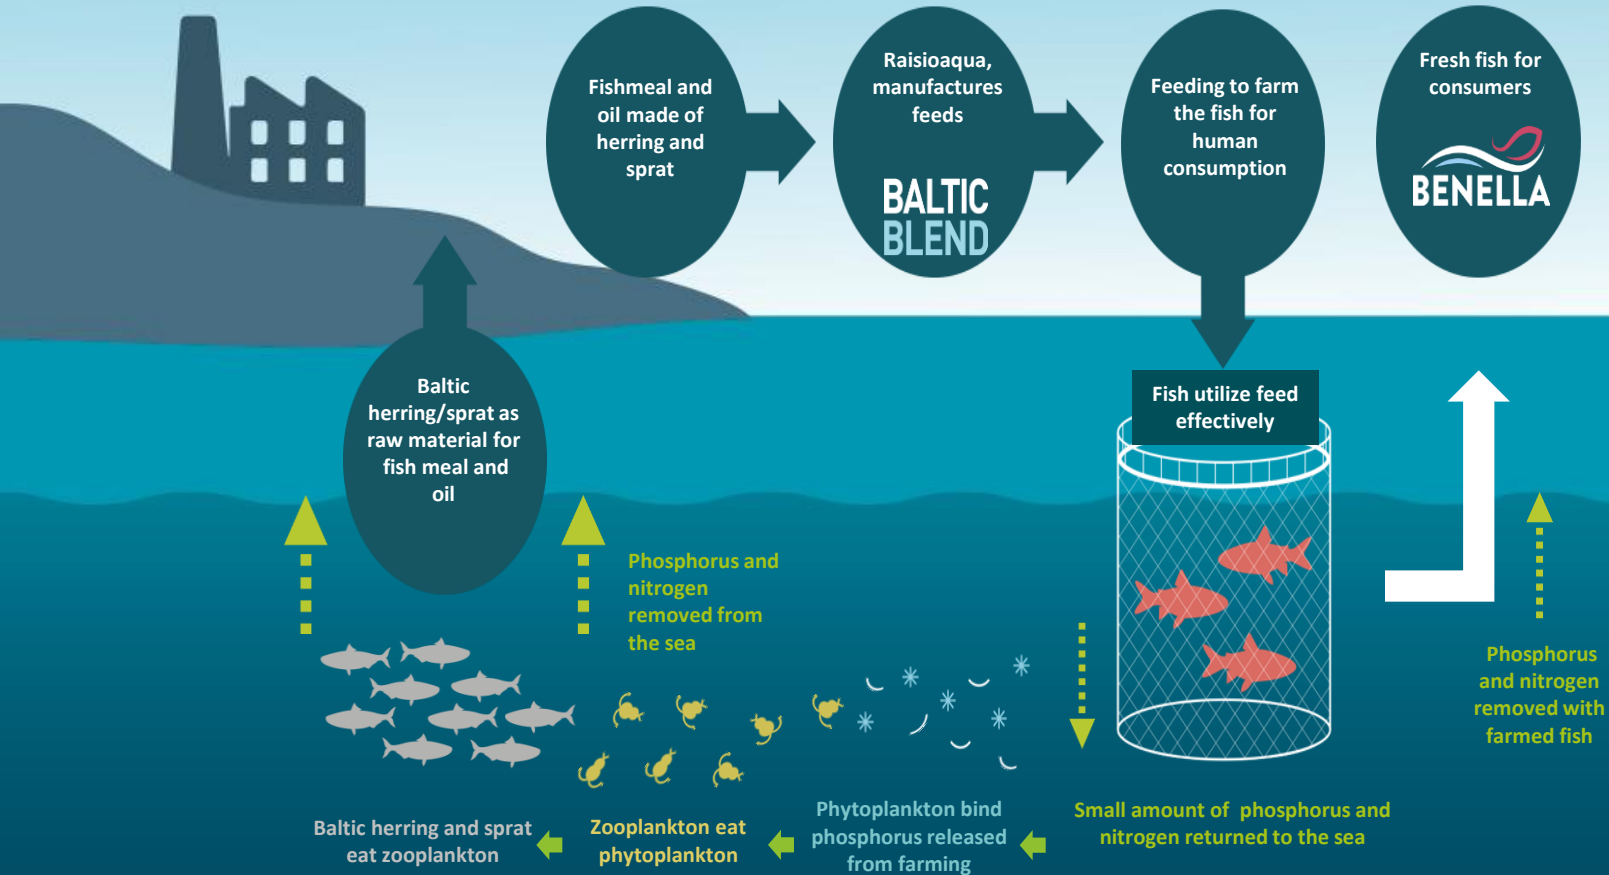 Fishmeal and
oil made of
herring and
sprat
Raisioaqua,
manufactures
feeds
BALTIC
BLEND
Feeding to farm
the fish for
human
consumption
Fresh fish for
consumers
BENELLA
Baltic
herring/sprat as
raw material for
fish meal and
oil
Fish utilize feed
effectively
Phosphorus and
nitrogen
removed from
the sea
Phosphorus
and nitrogen
removed with
farmed fish
Baltic herring and sprat
eat zooplankton
Zooplankton eat
phytoplankton
Phytoplankton bind
phosphorus released
from farming
Small amount of phosphorus and
nitrogen returned to the sea